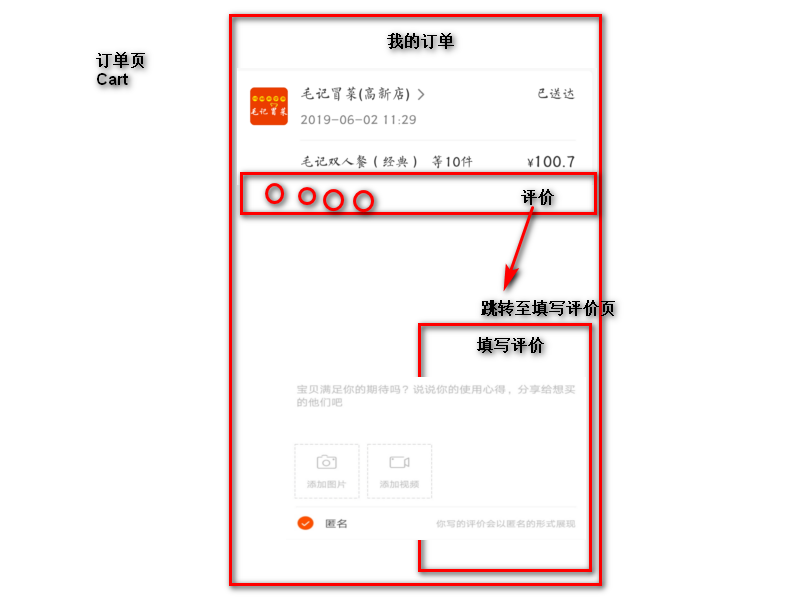 我的订单
订单页
Cart
毛记冒菜(高新店)
已送达
毛记冒菜
2019-06-02 11:29
毛记双人餐（经典） 等10件
¥100.7
评价
跳转至填写评价页
填写评价
宝贝满足你的期待吗？说说你的使用心得，分享给想买
的他们吧
添加图片
添加视频
匿名
你写的评价会以匿名的形式展现